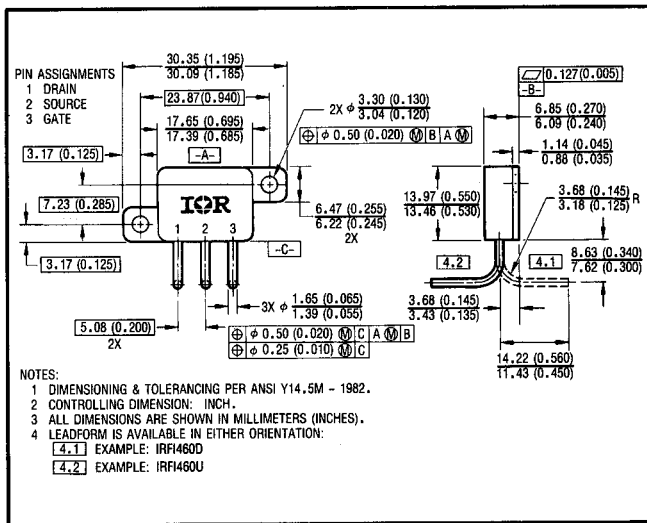 30.35 (1.195)
30.09 (1.185)
PIN ASSIGNMENTS
1 DRAIN
2 SOURCE
3 GATE
23.87(0.940)
17.65 (0.695)
17.39 (0.685)
2X φ 3.30 (0.130)
3.04 (0.120)
⌖ φ 0.50 (0.020) Ⓜ B A Ⓜ
3.17 (0.125)
-A-
7.23 (0.285)
IOR
1 2 3
6.47 (0.255)
6.22 (0.245)
2X
-C-
3.17 (0.125)
3X φ 1.65 (0.065)
1.39 (0.055)
5.08 (0.200)
2X
⌖ φ 0.50 (0.020) Ⓜ C A Ⓜ B
⌖ φ 0.25 (0.010) Ⓜ C
⏥ 0.127(0.005)
-B-
6.85 (0.270)
6.09 (0.240)
1.14 (0.045)
0.88 (0.035)
13.97 (0.550)
13.46 (0.530)
3.68 (0.145)
3.18 (0.125) R
4.2
4.1
8.63 (0.340)
7.62 (0.300)
3.68 (0.145)
3.43 (0.135)
14.22 (0.560)
11.43 (0.450)
NOTES:
1 DIMENSIONING & TOLERANCING PER ANSI Y14.5M - 1982.
2 CONTROLLING DIMENSION: INCH.
3 ALL DIMENSIONS ARE SHOWN IN MILLIMETERS (INCHES).
4 LEADFORM IS AVAILABLE IN EITHER ORIENTATION:
4.1 EXAMPLE: IRFI460D
4.2 EXAMPLE: IRFI460U